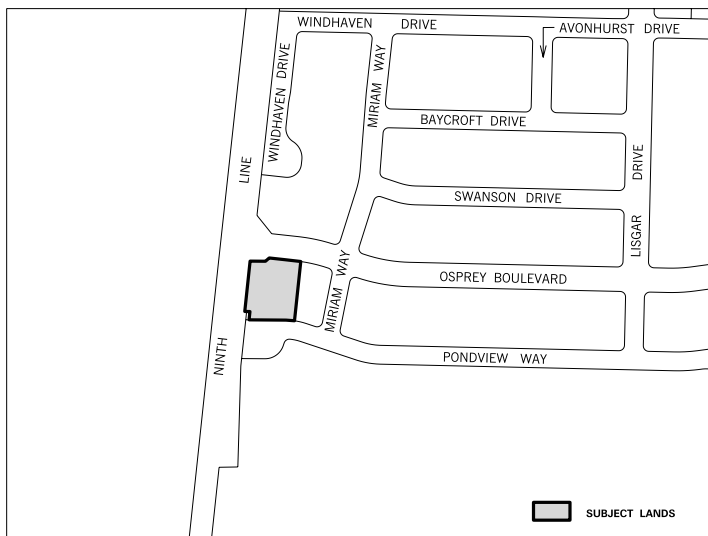 WINDHAVEN DRIVE
AVONHURST DRIVE
WINDHAVEN DRIVE
MIRIAM WAY
BAYCROFT DRIVE
LINE
DRIVE
SWANSON DRIVE
LISGAR
MIRIAM WAY
OSPREY BOULEVARD
NINTH
PONDVIEW WAY
SUBJECT LANDS